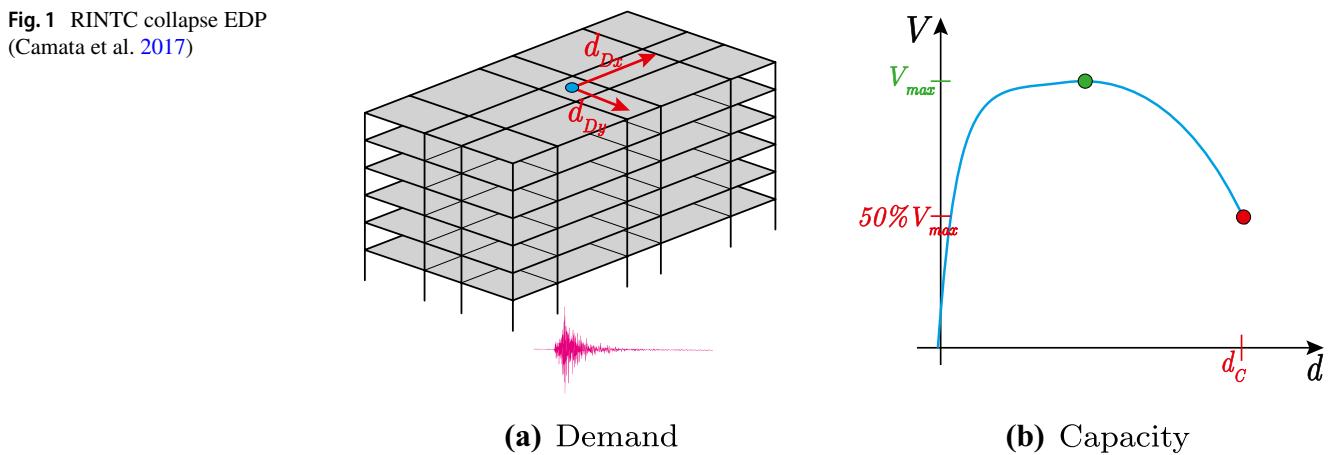 Fig. 1 RINTC collapse EDP
(Camata et al. 2017)
d_Dx
d_Dy
(a) Demand
V
V_max
50%V_max
d_C
d
(b) Capacity